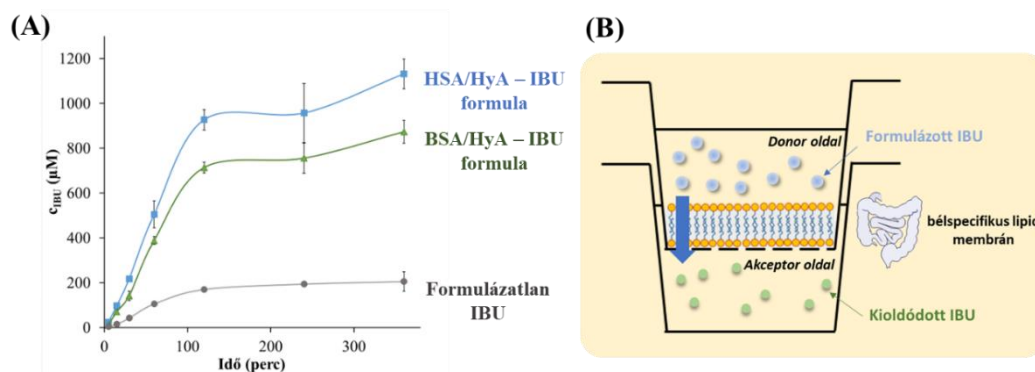 (A)
1200
1000
800
600
400
200
0
0
100
200
300
c_IBU (µM)
Idő (perc)
HSA/HyA – IBU
formula
BSA/HyA – IBU
formula
Formulázatlan
IBU
(B)
Donor oldal
Formulázott IBU
bélspecifikus lipid
membrán
Akceptor oldal
Kioldódott IBU